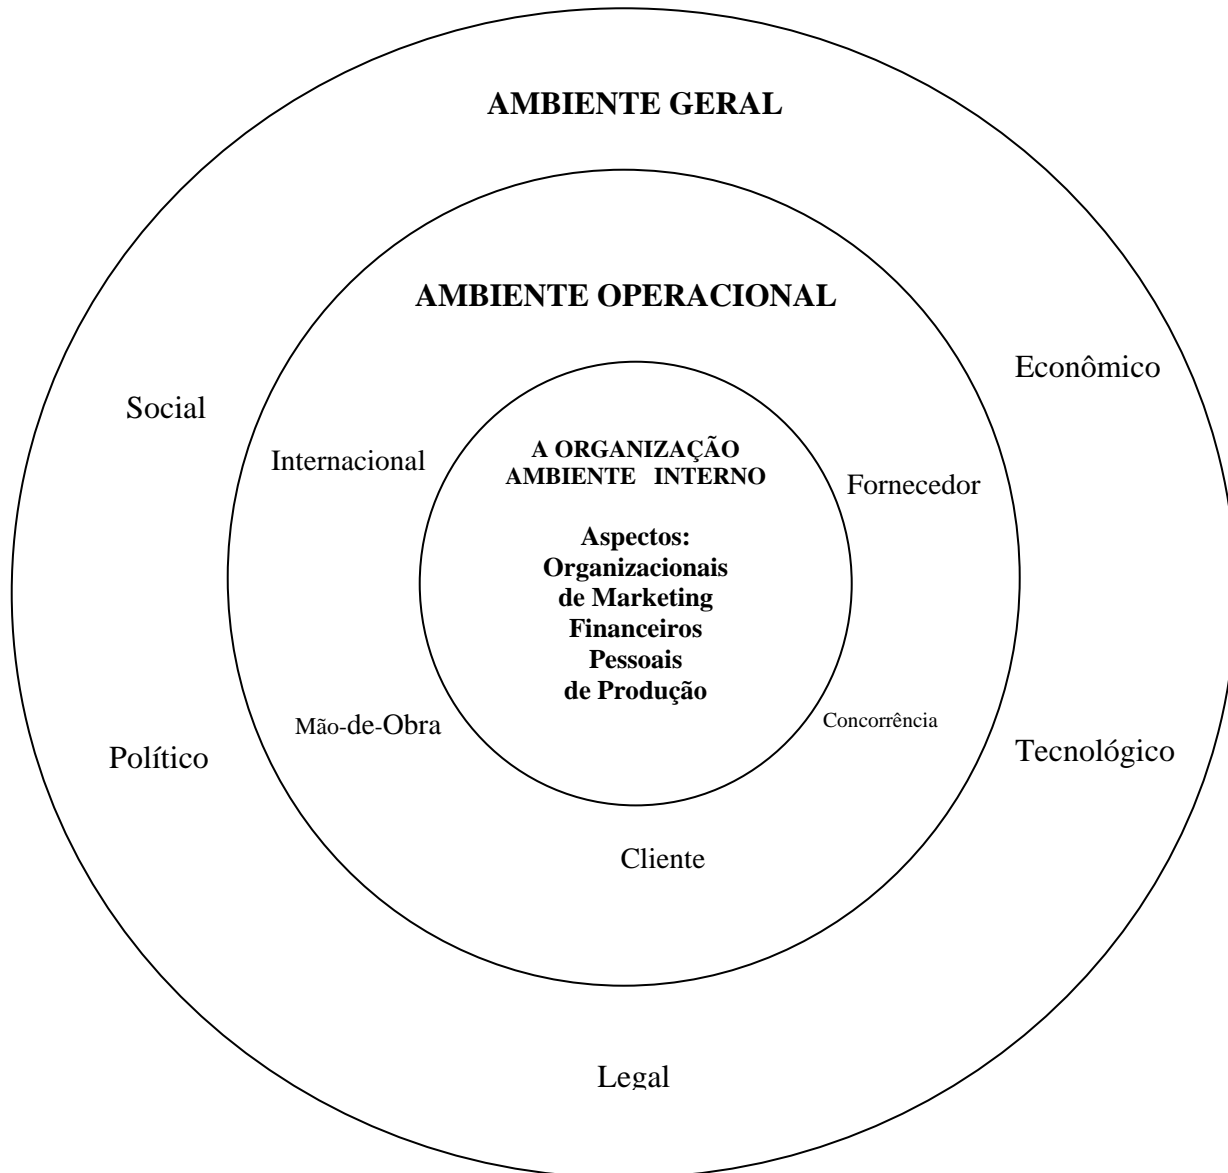 AMBIENTE GERAL
AMBIENTE OPERACIONAL
Econômico
Social
A ORGANIZAÇÃO
AMBIENTE INTERNO
Internacional
Fornecedor
Aspectos:
Organizacionais
de Marketing
Financeiros
Pessoais
de Produção
Mão-de-Obra
Concorrência
Político
Tecnológico
Cliente
Legal